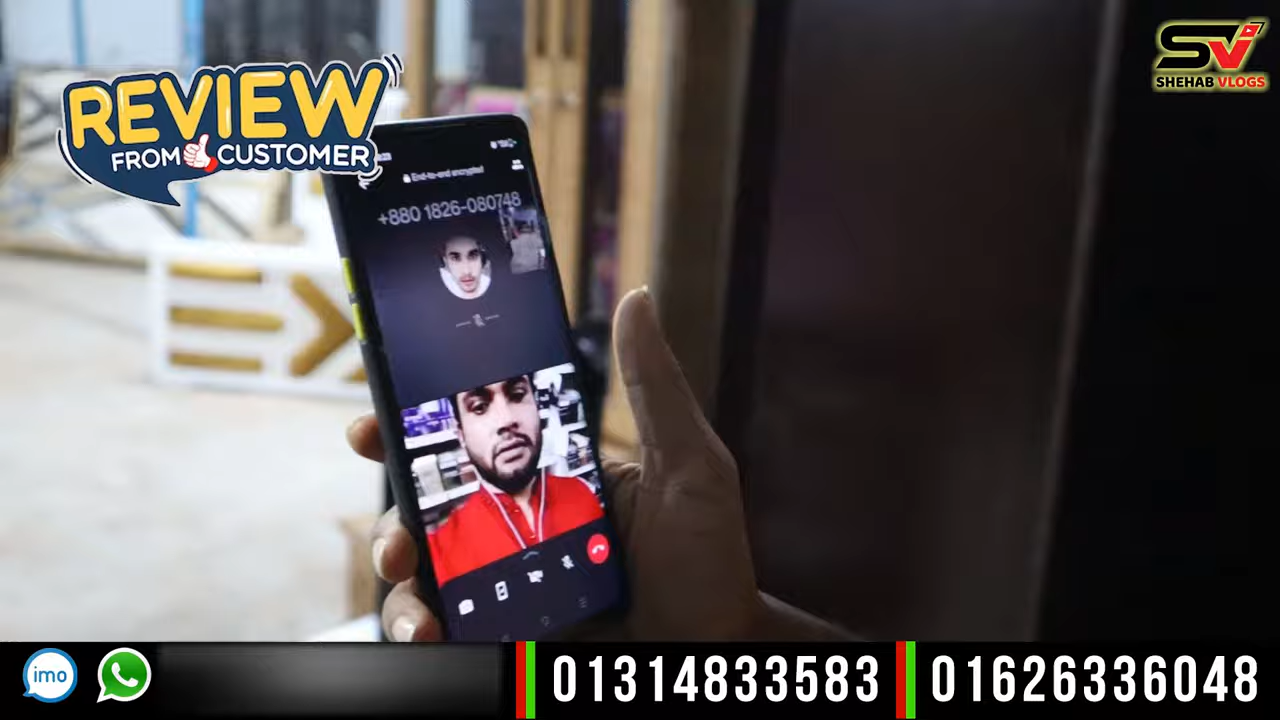 REVIEW
FROM CUSTOMER
SV
SHEHAB VLOGS
End-to-end encrypted
+880 1826-080748
imo
01314833583
01626336048